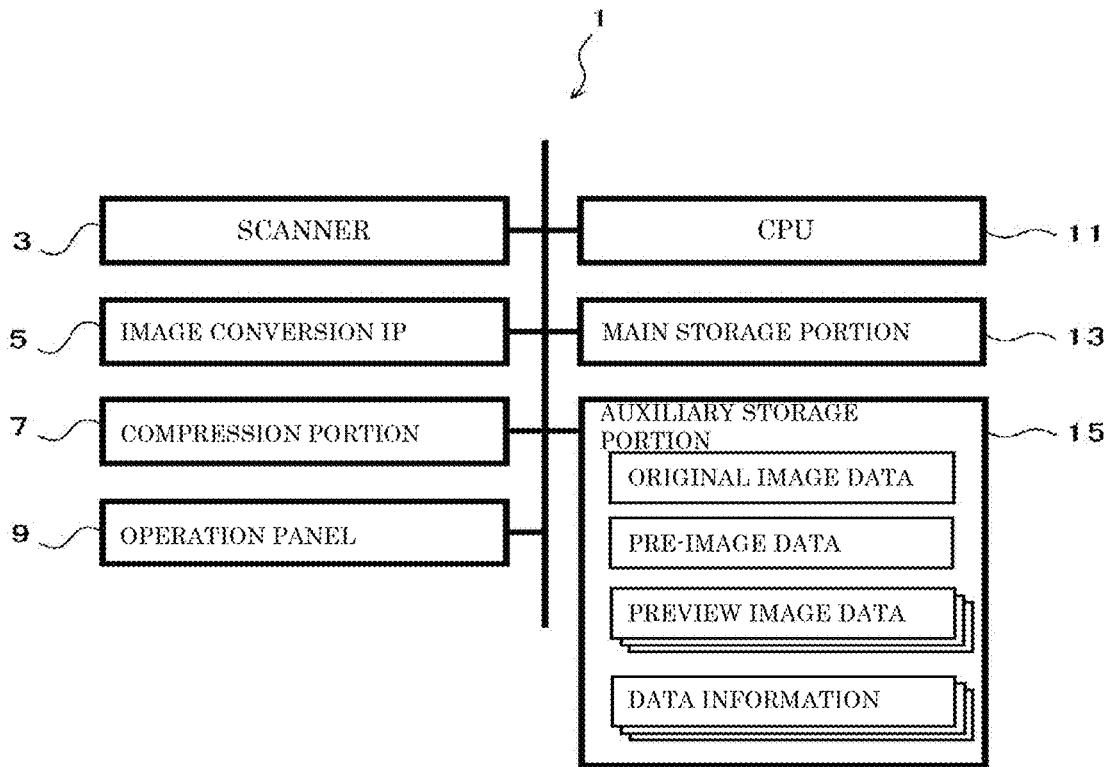 1
3 SCANNER
CPU 11
5 IMAGE CONVERSION IP
MAIN STORAGE PORTION 13
7 COMPRESSION PORTION
AUXILIARY STORAGE
PORTION
15
ORIGINAL IMAGE DATA
9 OPERATION PANEL
PRE-IMAGE DATA
PREVIEW IMAGE DATA
DATA INFORMATION